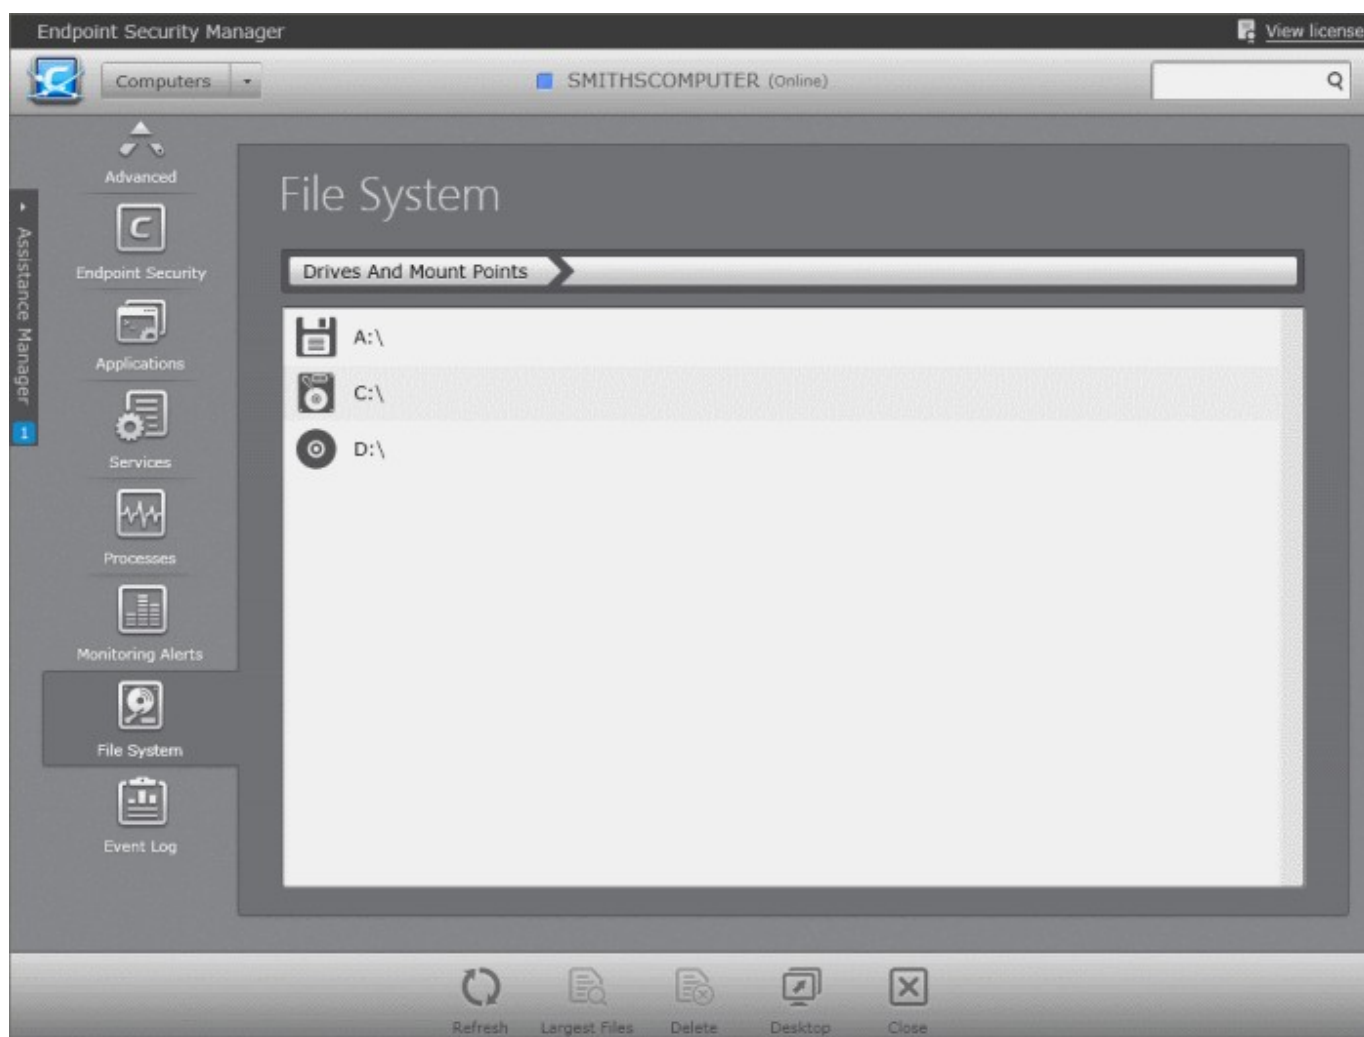 Endpoint Security Manager
View license
Computers
SMITHSCOMPUTER (Online)
Advanced
Endpoint Security
Applications
Services
Processes
Monitoring Alerts
File System
Event Log
Assistance Manager
1
File System
Drives And Mount Points
A:\
C:\
D:\
Refresh
Largest Files
Delete
Desktop
Close